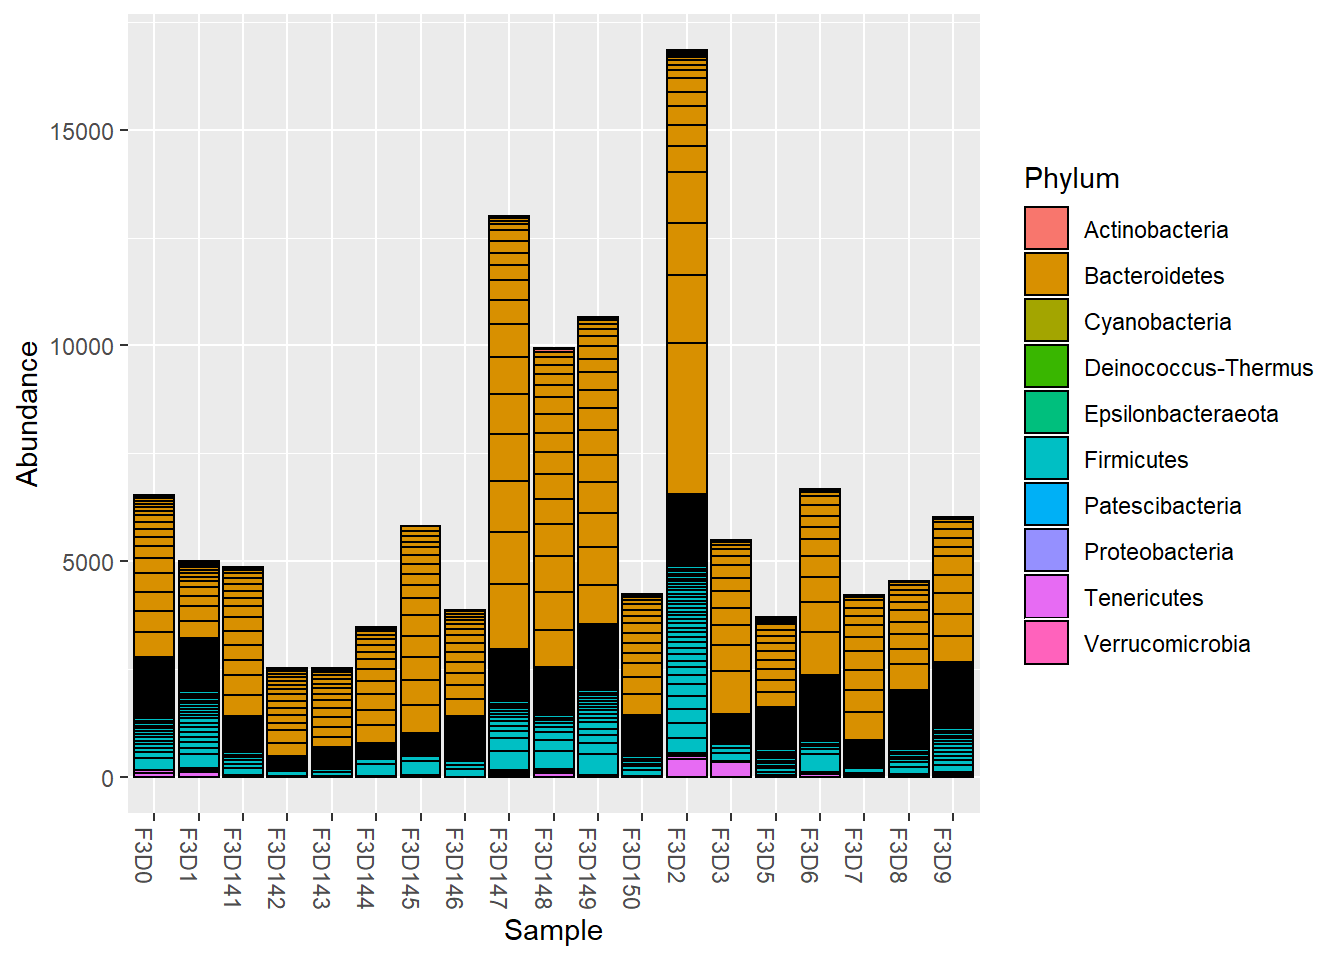 15000
10000
5000
0
Abundance
F3D0
F3D1
F3D141
F3D142
F3D143
F3D144
F3D145
F3D146
F3D147
F3D148
F3D149
F3D150
F3D2
F3D3
F3D5
F3D6
F3D7
F3D8
F3D9
Sample
Phylum
Actinobacteria
Bacteroidetes
Cyanobacteria
Deinococcus-Thermus
Epsilonbacteraeota
Firmicutes
Patescibacteria
Proteobacteria
Tenericutes
Verrucomicrobia